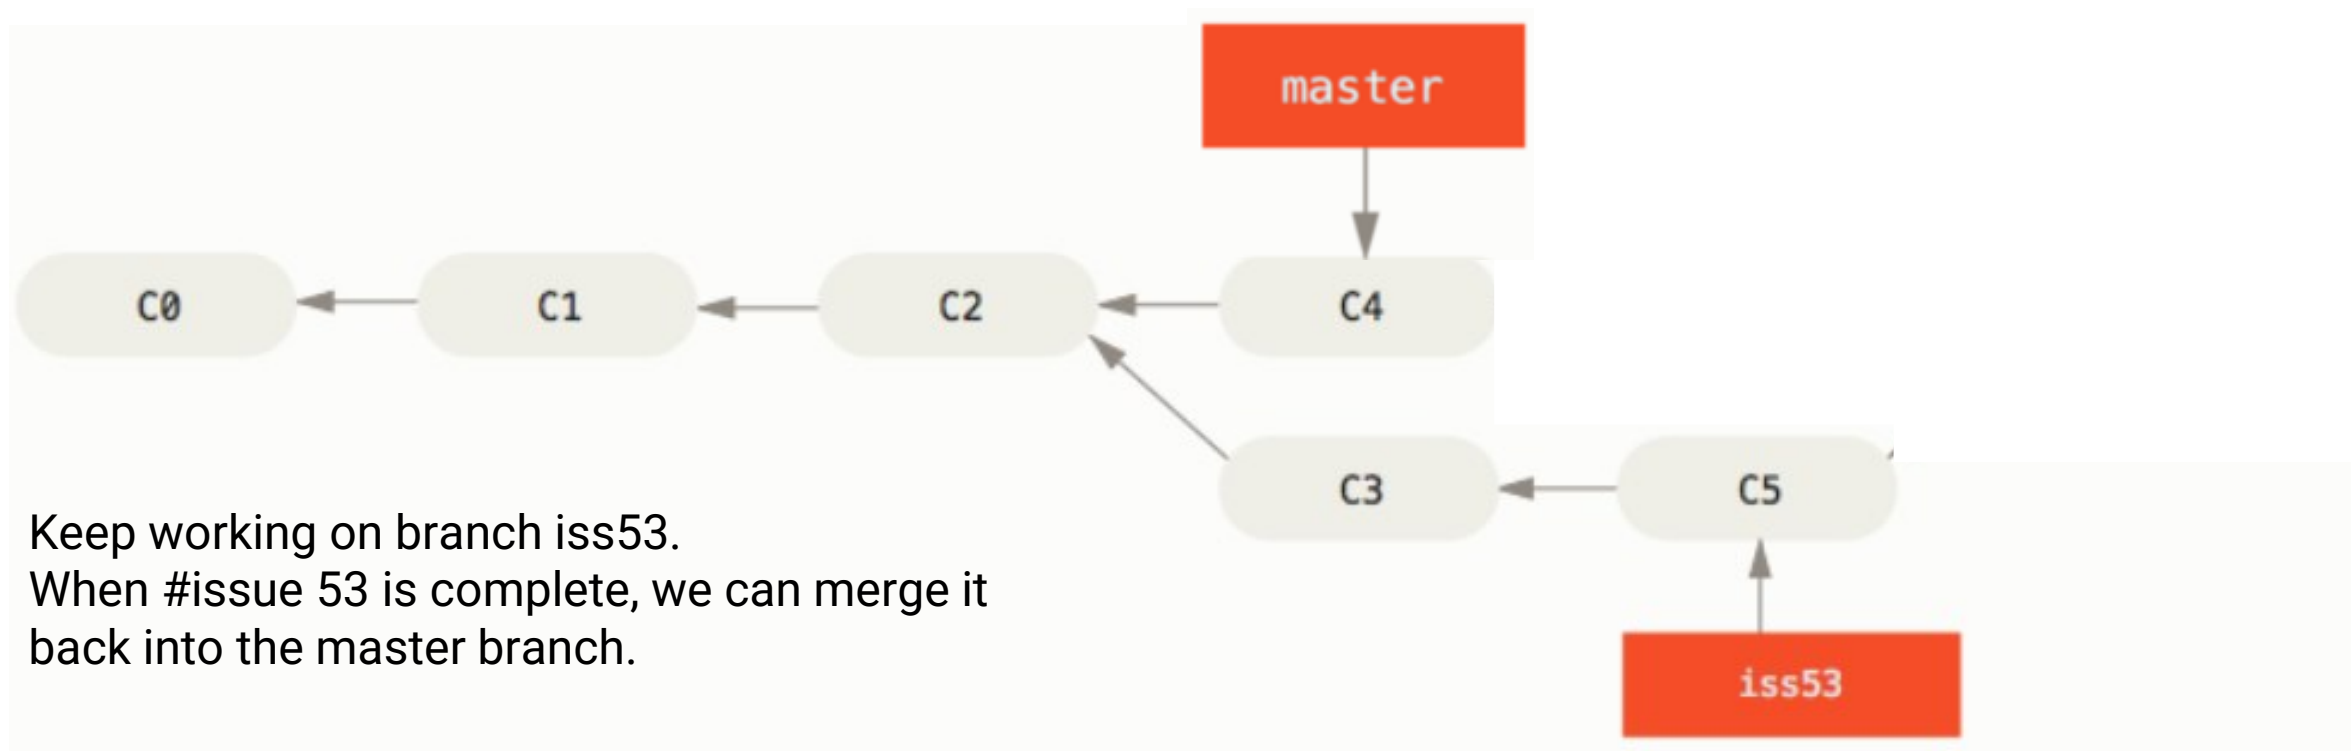 master
C0
C1
C2
C4
C3
C5
Keep working on branch iss53.
When #issue 53 is complete, we can merge it
back into the master branch.
iss53